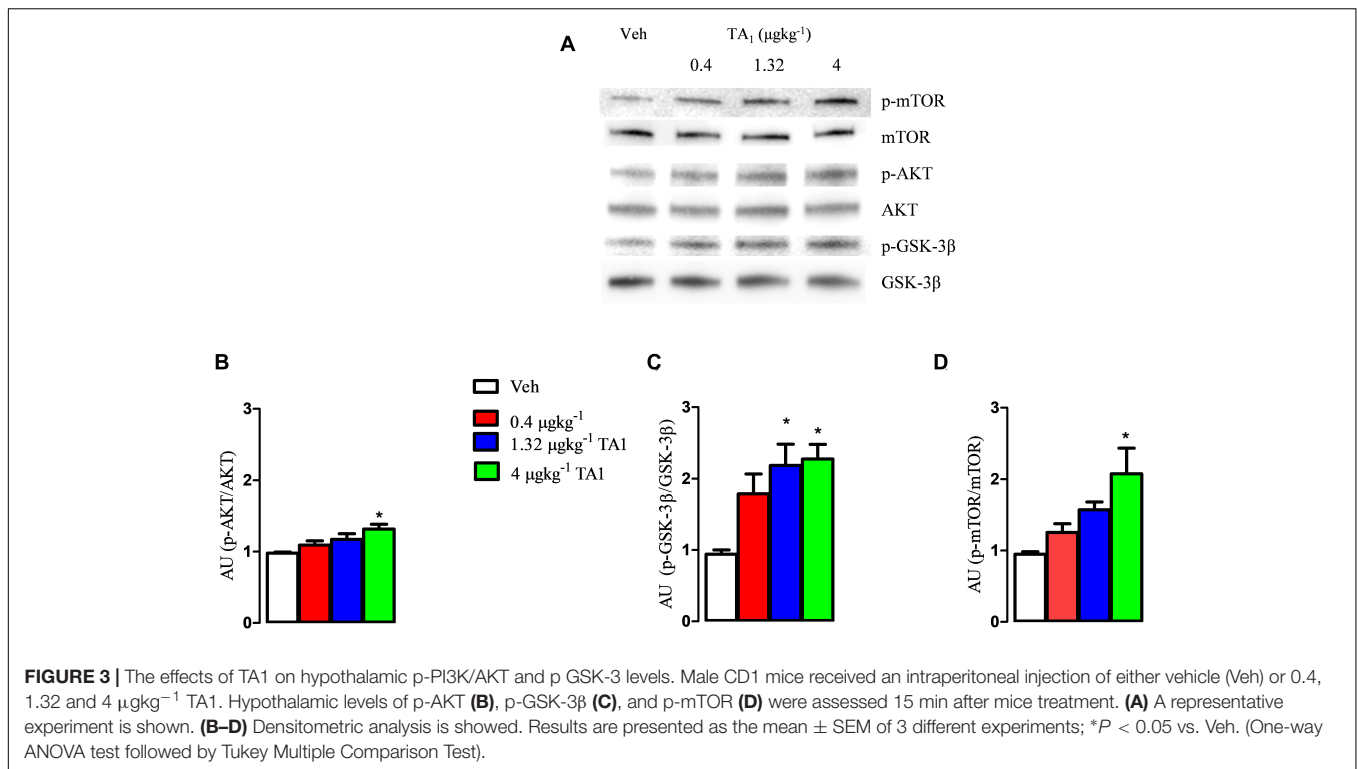 A
Veh TA₁ (µgkg⁻¹)
0.4 1.32 4
p-mTOR
mTOR
p-AKT
AKT
p-GSK-3β
GSK-3β
B
AU (p-AKT/AKT)
3
2
1
0
*
Veh
0.4 µgkg⁻¹
1.32 µgkg⁻¹ TA1
4 µgkg⁻¹ TA1
C
AU (p-GSK-3β/GSK-3β)
3
2
1
0
* *
D
AU (p-mTOR/mTOR)
3
2
1
0
*
FIGURE 3 | The effects of TA1 on hypothalamic p-PI3K/AKT and p GSK-3 levels. Male CD1 mice received an intraperitoneal injection of either vehicle (Veh) or 0.4,
1.32 and 4 µgkg⁻¹ TA1. Hypothalamic levels of p-AKT (B), p-GSK-3β (C), and p-mTOR (D) were assessed 15 min after mice treatment. (A) A representative
experiment is shown. (B–D) Densitometric analysis is showed. Results are presented as the mean ± SEM of 3 different experiments; *P < 0.05 vs. Veh. (One-way
ANOVA test followed by Tukey Multiple Comparison Test).